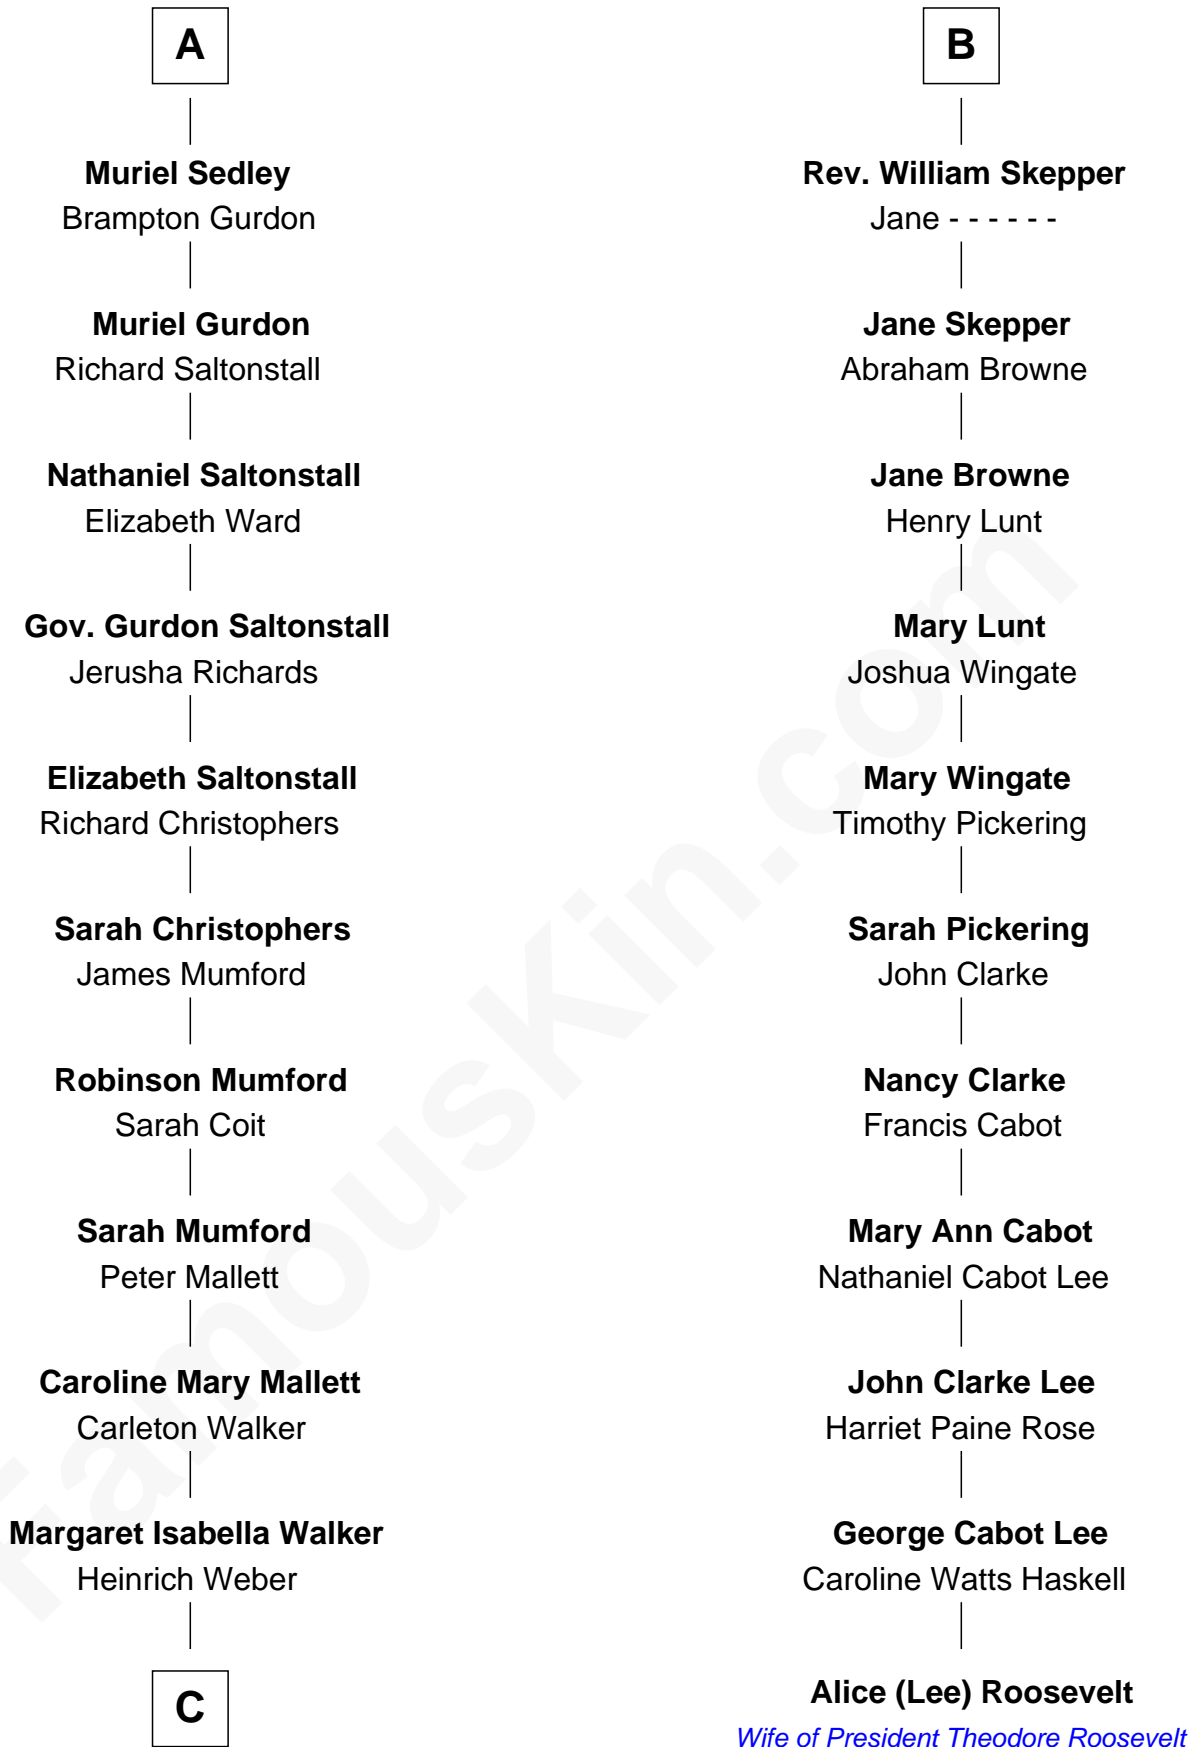 A
Muriel Sedley
Brampton Gurdon
Muriel Gurdon
Richard Saltonstall
Nathaniel Saltonstall
Elizabeth Ward
Gov. Gurdon Saltonstall
Jerusha Richards
Elizabeth Saltonstall
Richard Christophers
Sarah Christophers
James Mumford
Robinson Mumford
Sarah Coit
Sarah Mumford
Peter Mallett
Caroline Mary Mallett
Carleton Walker
Margaret Isabella Walker
Heinrich Weber
C
B
Rev. William Skepper
Jane - - - - - -
Jane Skepper
Abraham Browne
Jane Browne
Henry Lunt
Mary Lunt
Joshua Wingate
Mary Wingate
Timothy Pickering
Sarah Pickering
John Clarke
Nancy Clarke
Francis Cabot
Mary Ann Cabot
Nathaniel Cabot Lee
John Clarke Lee
Harriet Paine Rose
George Cabot Lee
Caroline Watts Haskell
Alice (Lee) Roosevelt
Wife of President Theodore Roosevelt
FamousKin.com